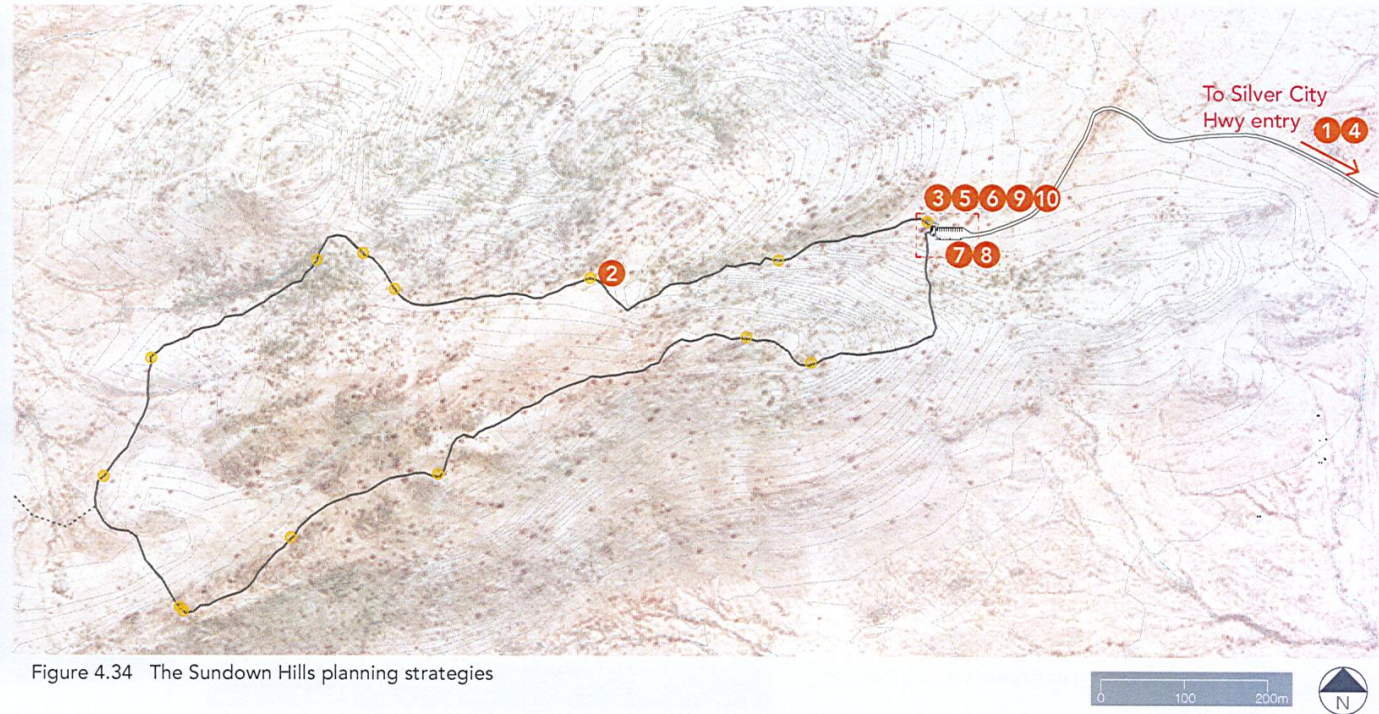 To Silver City
Hwy entry
1 4
3 5 6 9 10
7 8
2
Figure 4.34 The Sundown Hills planning strategies
0 100 200m
N